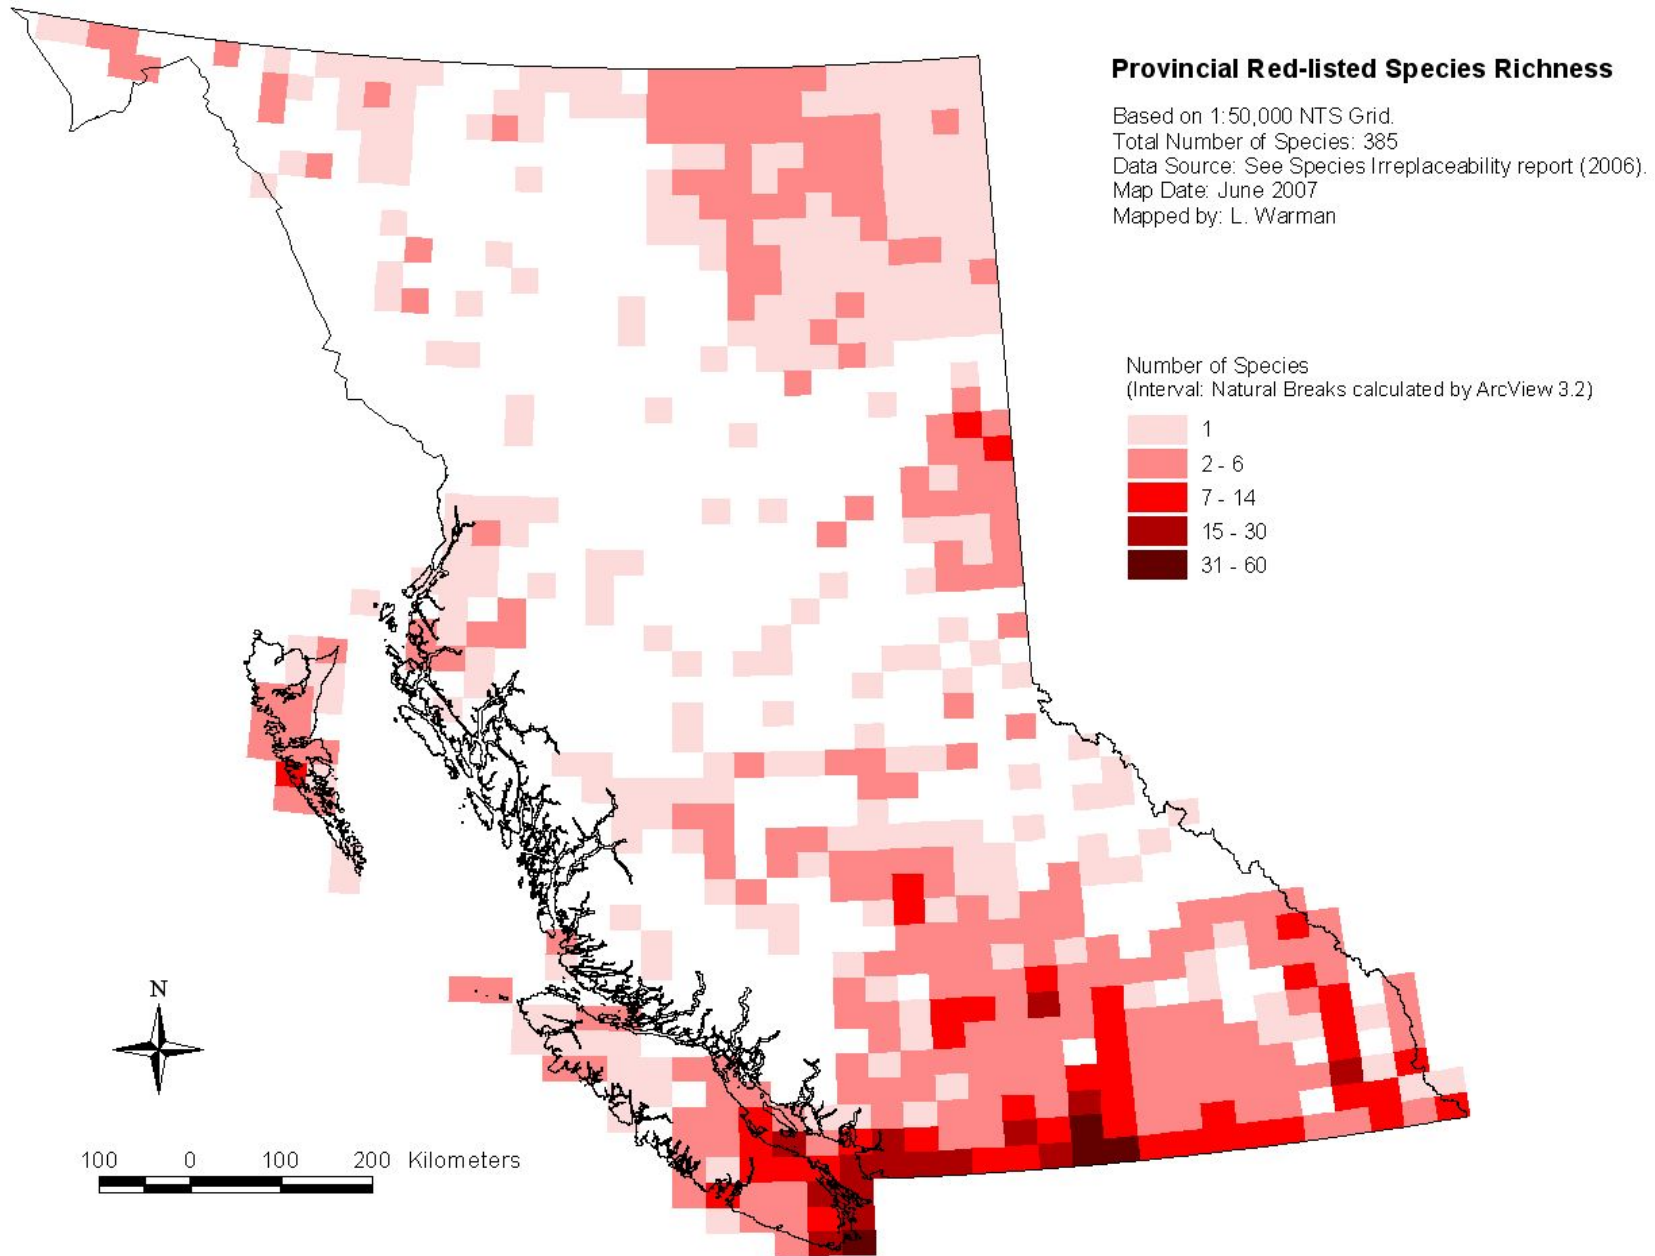 Provincial Red-listed Species Richness
Based on 1:50,000 NTS Grid.
Total Number of Species: 385
Data Source: See Species Irreplaceability report (2006).
Map Date: June 2007
Mapped by: L. Warman
Number of Species
(Interval: Natural Breaks calculated by ArcView 3.2)
1
2 - 6
7 - 14
15 - 30
31 - 60
N
100 0 100 200 Kilometers